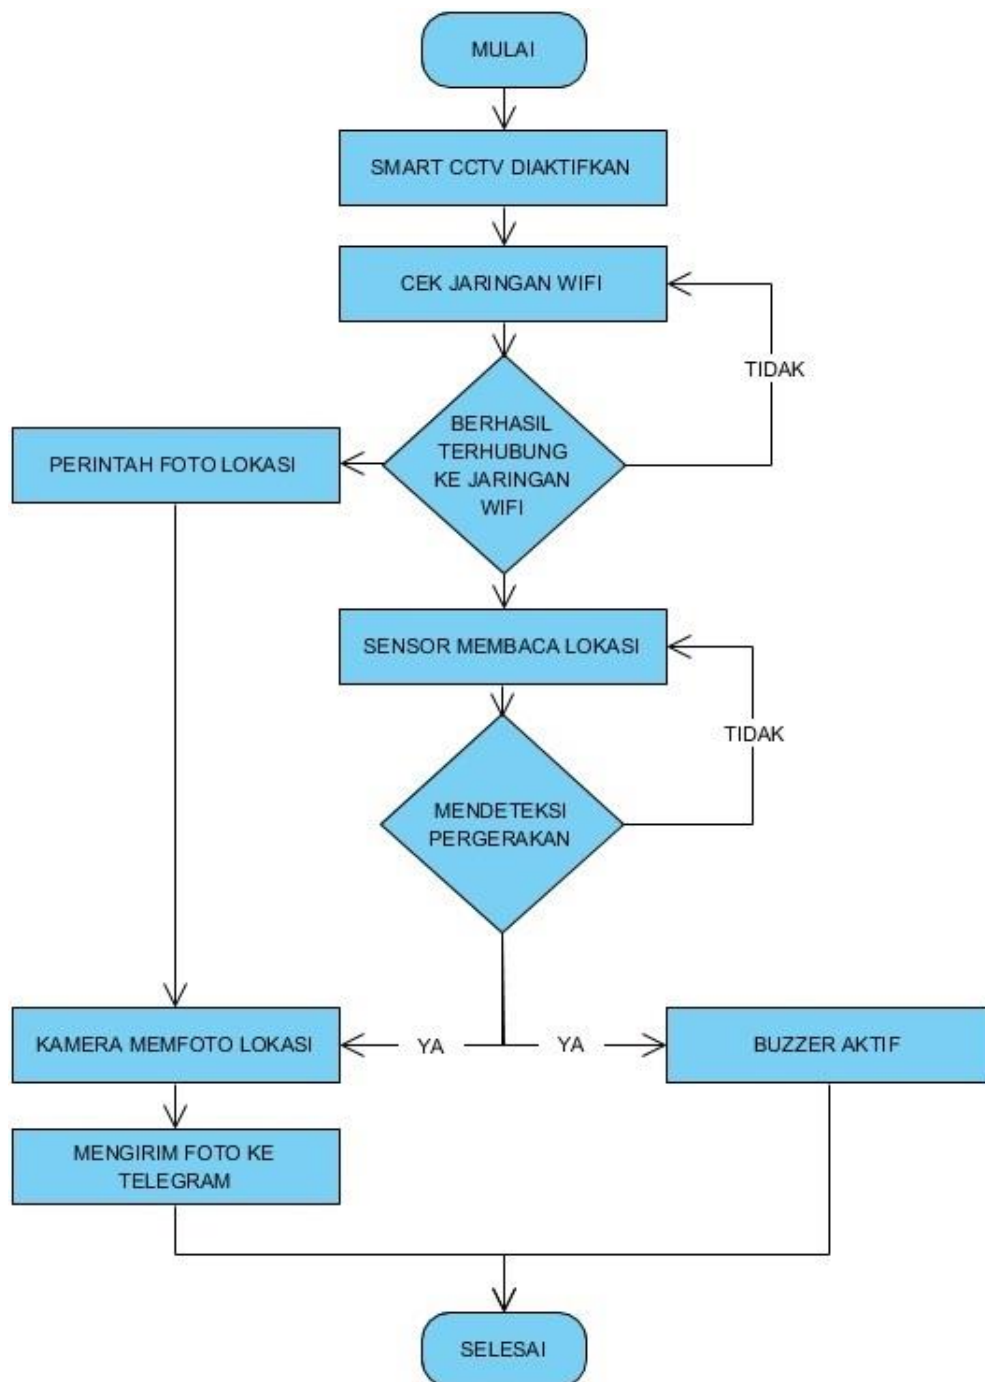 MULAI
SMART CCTV DIAKTIFKAN
CEK JARINGAN WIFI
TIDAK
BERHASIL
TERHUBUNG
KE JARINGAN
WIFI
PERINTAH FOTO LOKASI
SENSOR MEMBACA LOKASI
TIDAK
MENDETEKSI
PERGERAKAN
KAMERA MEMFOTO LOKASI
YA
YA
BUZZER AKTIF
MENGIRIM FOTO KE
TELEGRAM
SELESAI